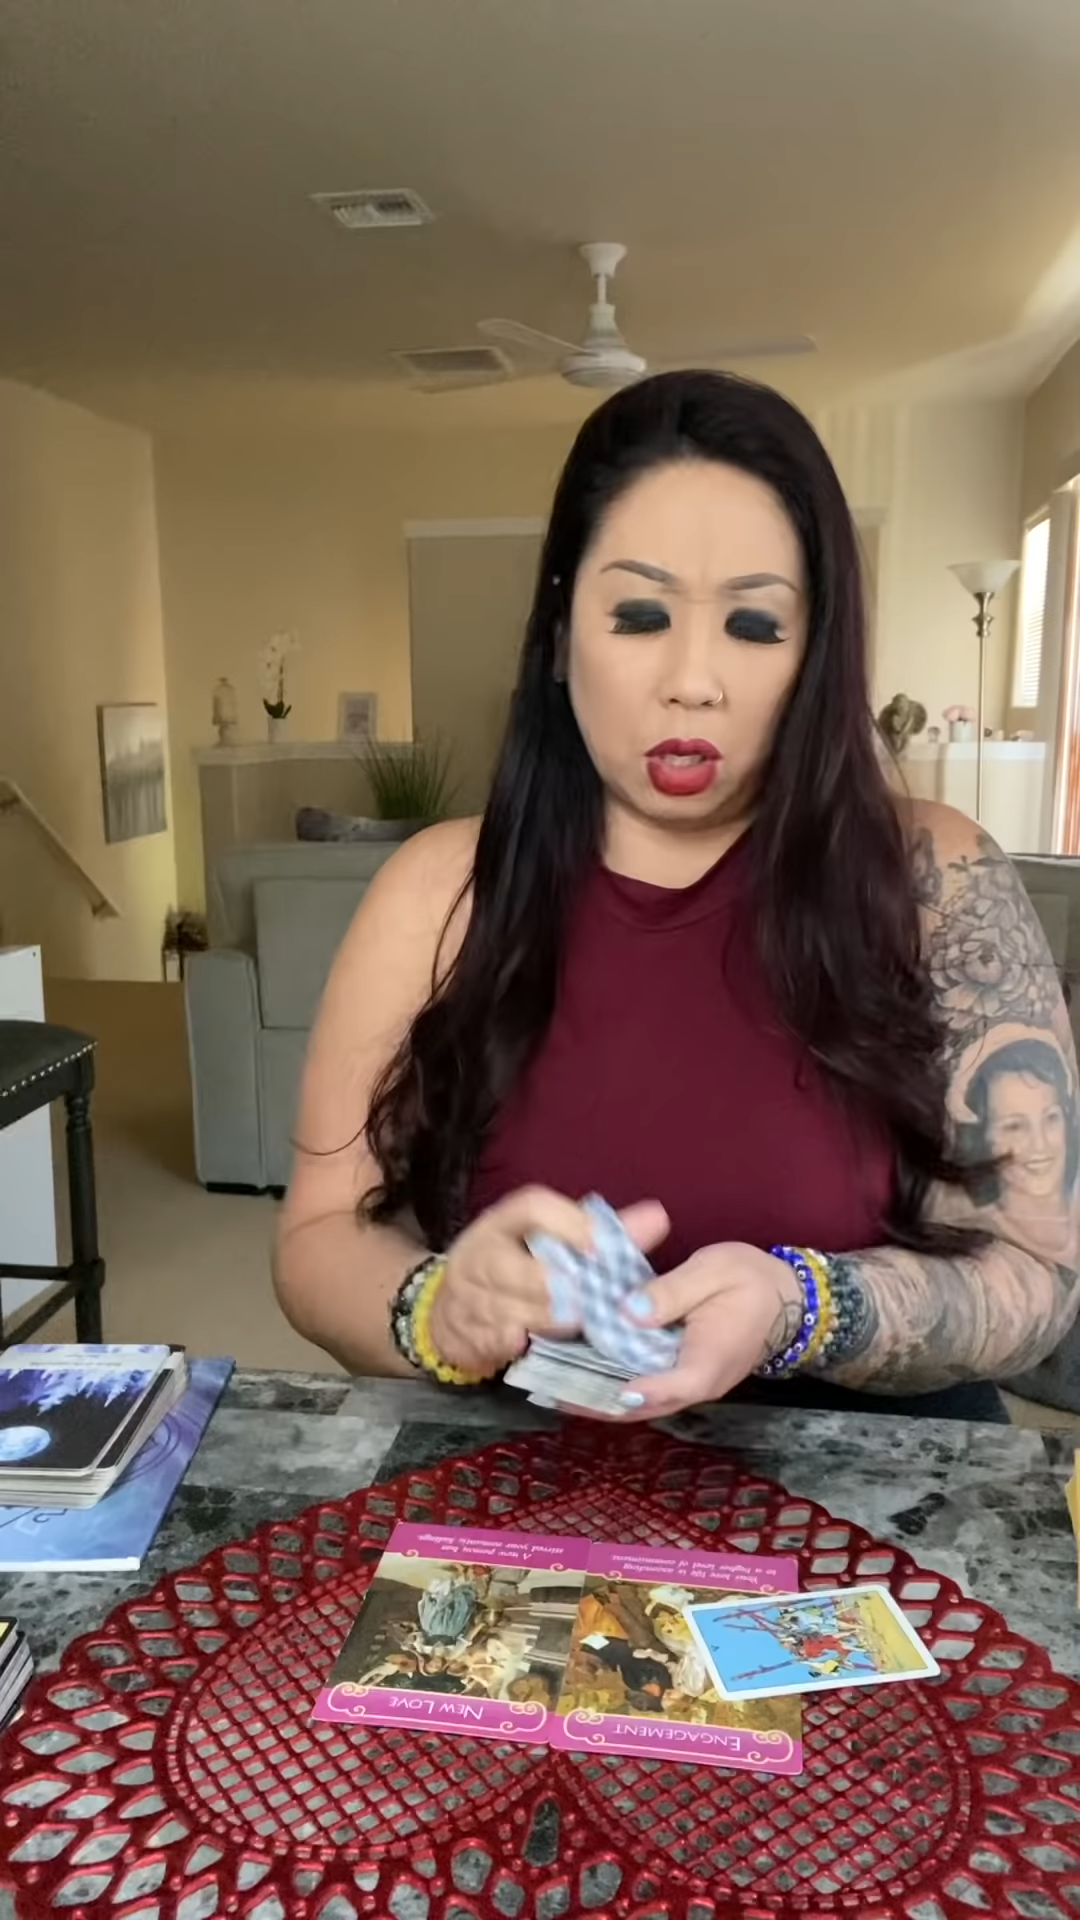 A new person has
stirred your romantic feelings.
NEW LOVE
Your love life is ascending
to a higher level of commitment.
ENGAGEMENT
V